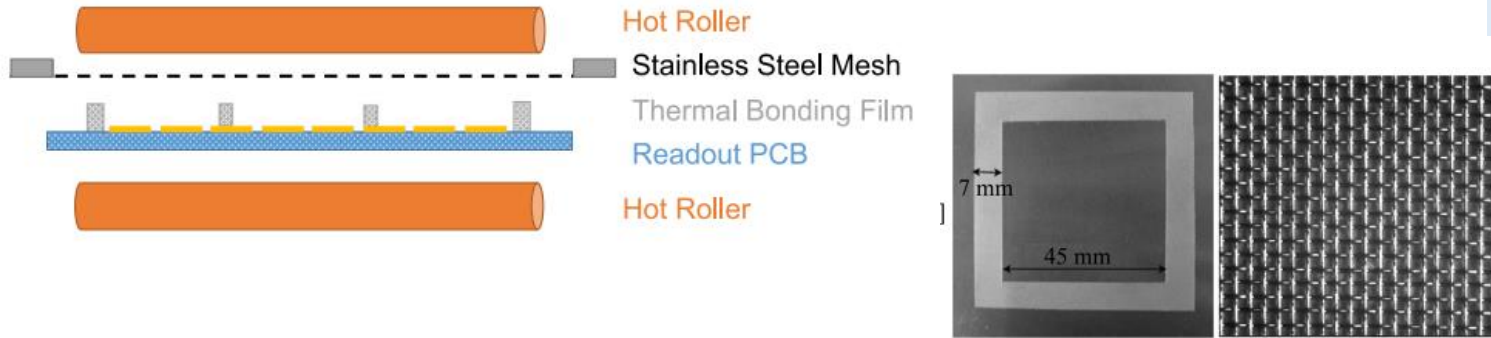 Hot Roller
Stainless Steel Mesh
Thermal Bonding Film
Readout PCB
Hot Roller
7 mm
45 mm
]